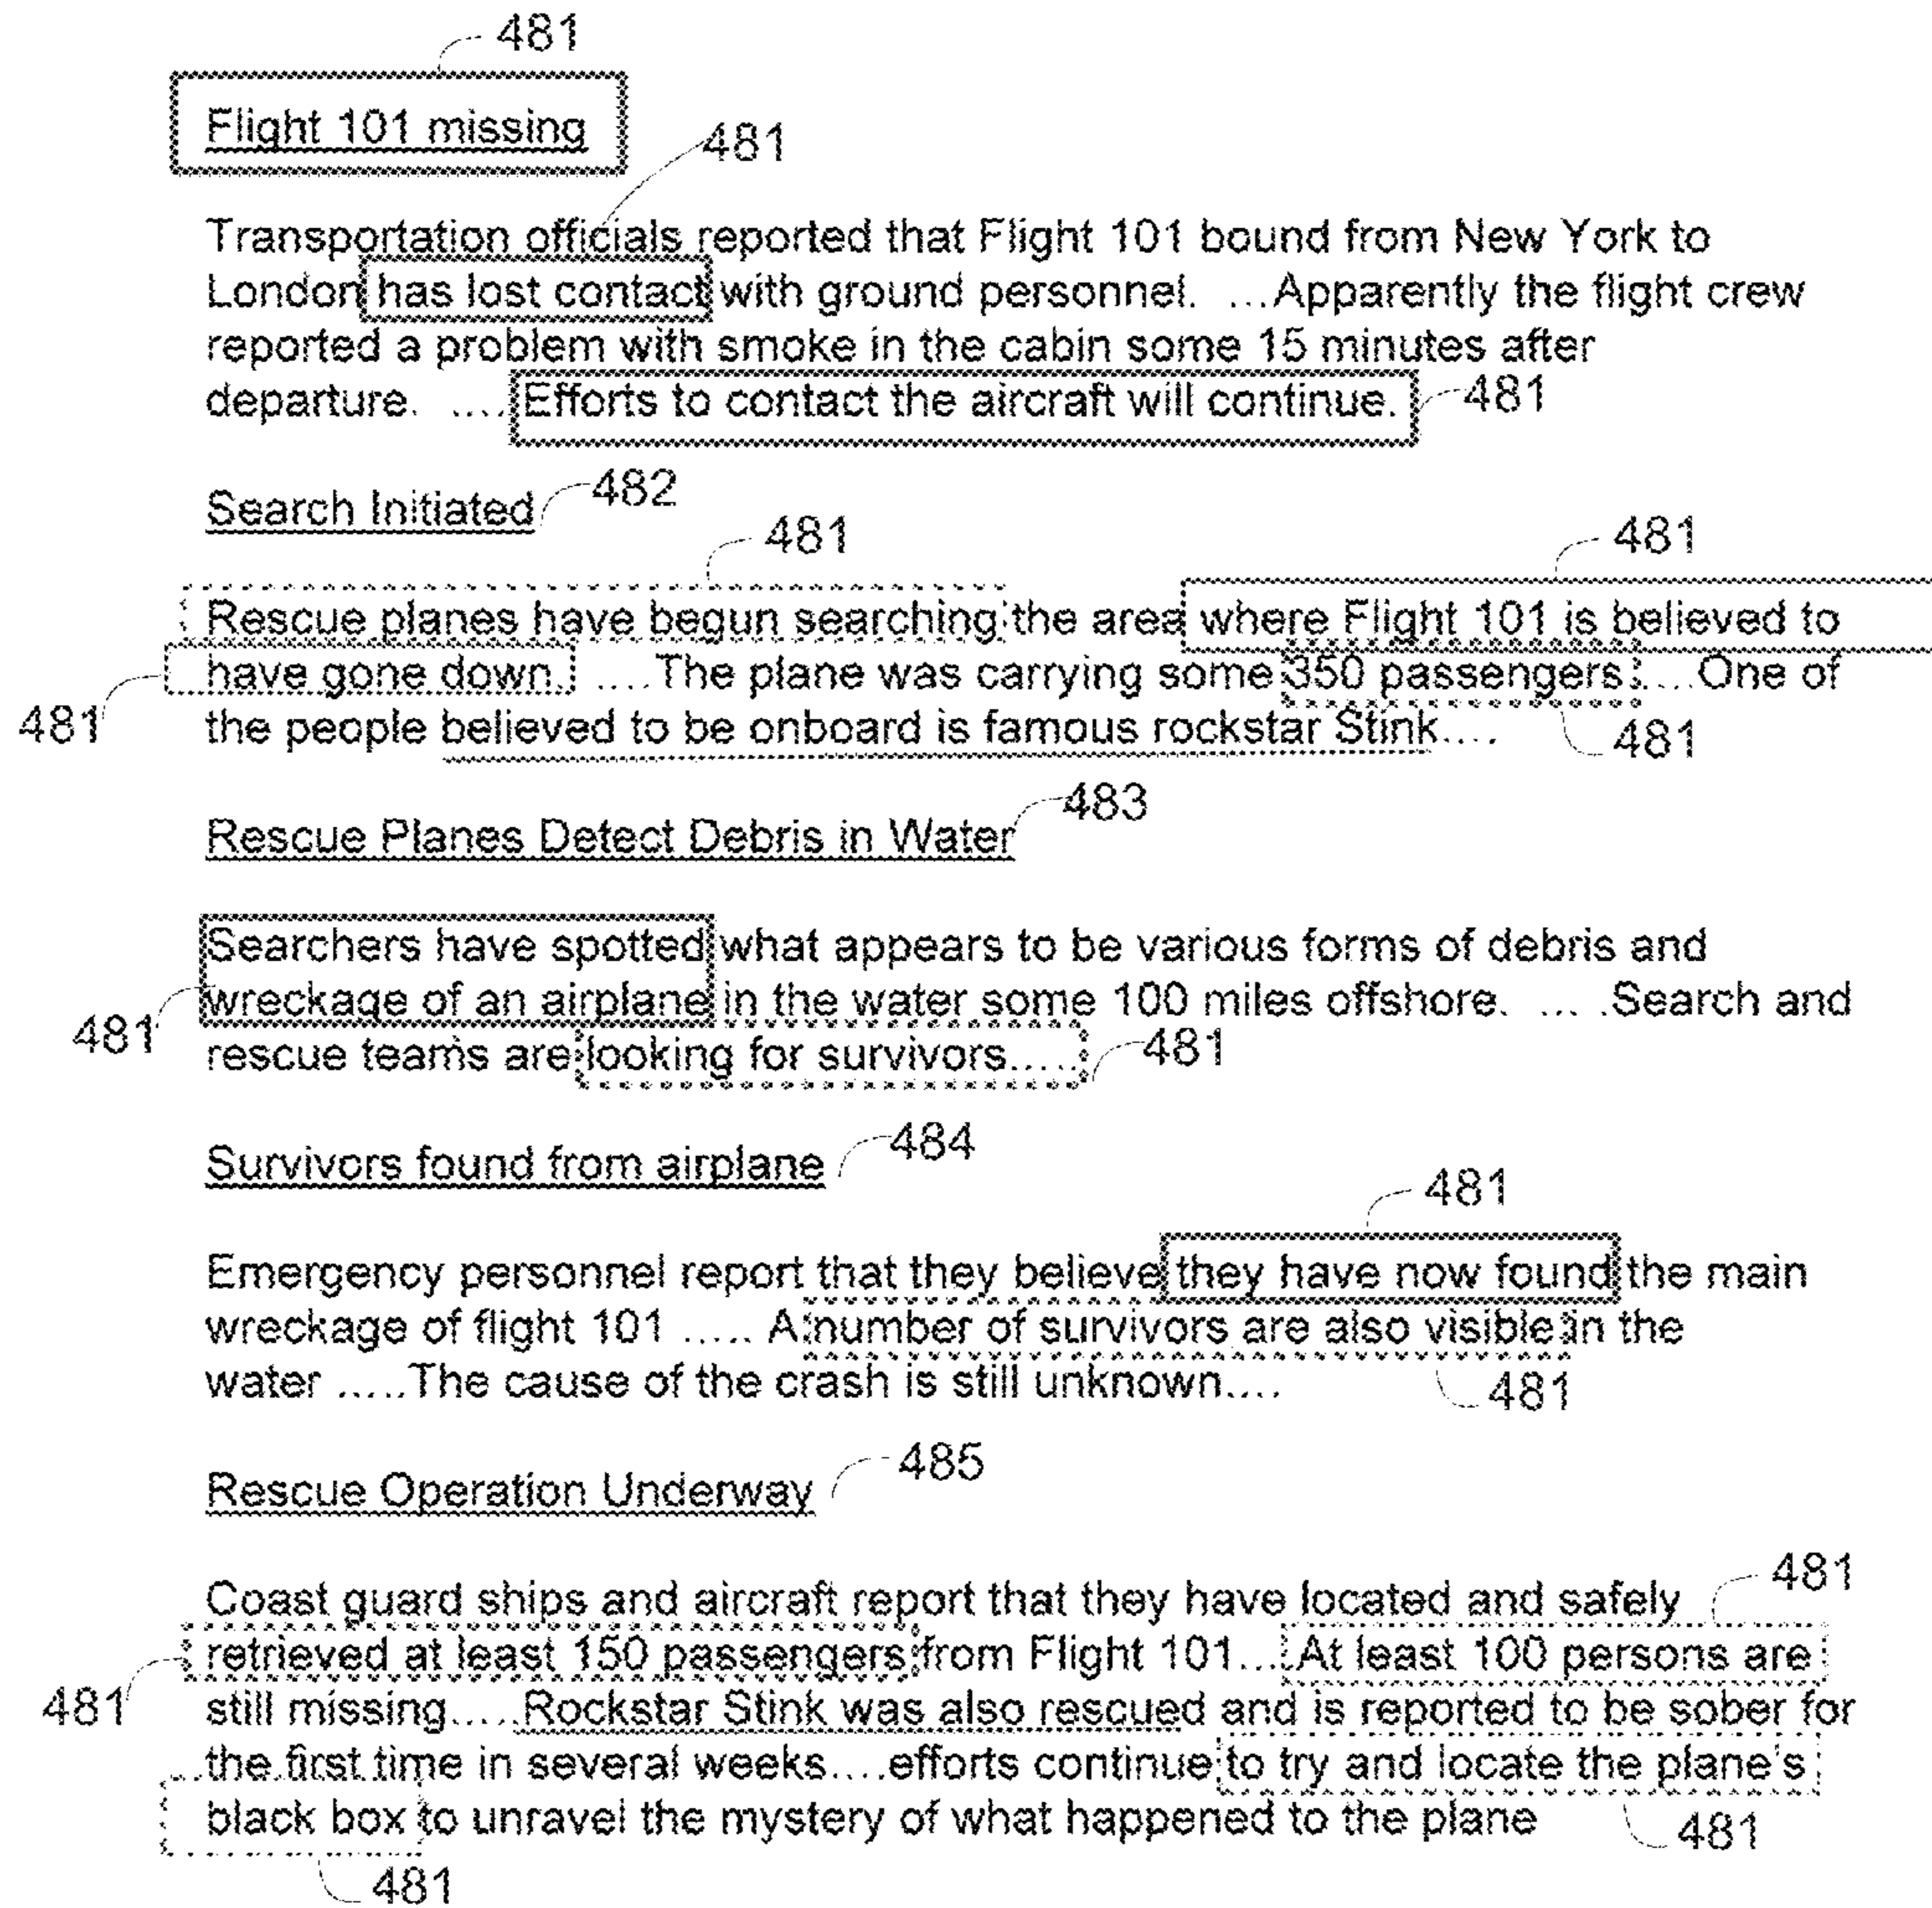 481
Flight 101 missing
481
Transportation officials reported that Flight 101 bound from New York to
London has lost contact with ground personnel. ...Apparently the flight crew
reported a problem with smoke in the cabin some 15 minutes after
departure. .... Efforts to contact the aircraft will continue. 481
Search Initiated 482
481 481
Rescue planes have begun searching the area where Flight 101 is believed to
have gone down. ....The plane was carrying some 350 passengers....One of
481 the people believed to be onboard is famous rockstar Stink.... 481
Rescue Planes Detect Debris in Water 483
Searchers have spotted what appears to be various forms of debris and
wreckage of an airplane in the water some 100 miles offshore. ... .Search and
481 rescue teams are looking for survivors..... 481
Survivors found from airplane 484
481
Emergency personnel report that they believe they have now found the main
wreckage of flight 101 ..... A number of survivors are also visible in the
water .....The cause of the crash is still unknown.... 481
Rescue Operation Underway 485
Coast guard ships and aircraft report that they have located and safely 481
retrieved at least 150 passengers from Flight 101....At least 100 persons are
481 still missing.....Rockstar Stink was also rescued and is reported to be sober for
the first time in several weeks....efforts continue to try and locate the plane's
black box to unravel the mystery of what happened to the plane 481
481